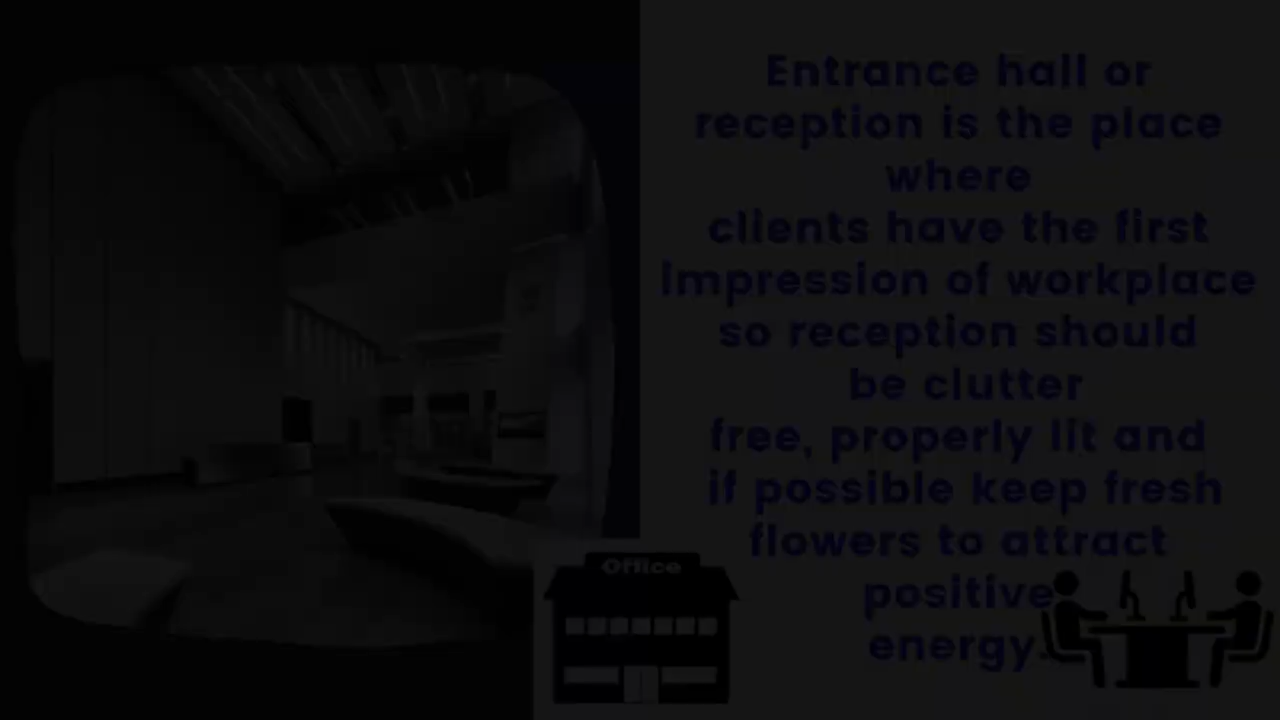 Entrance hall or
reception is the place
where
clients have the first
impression of workplace
so reception should
be clutter
free, properly lit and
if possible keep fresh
flowers to attract
positive
energy.
Office